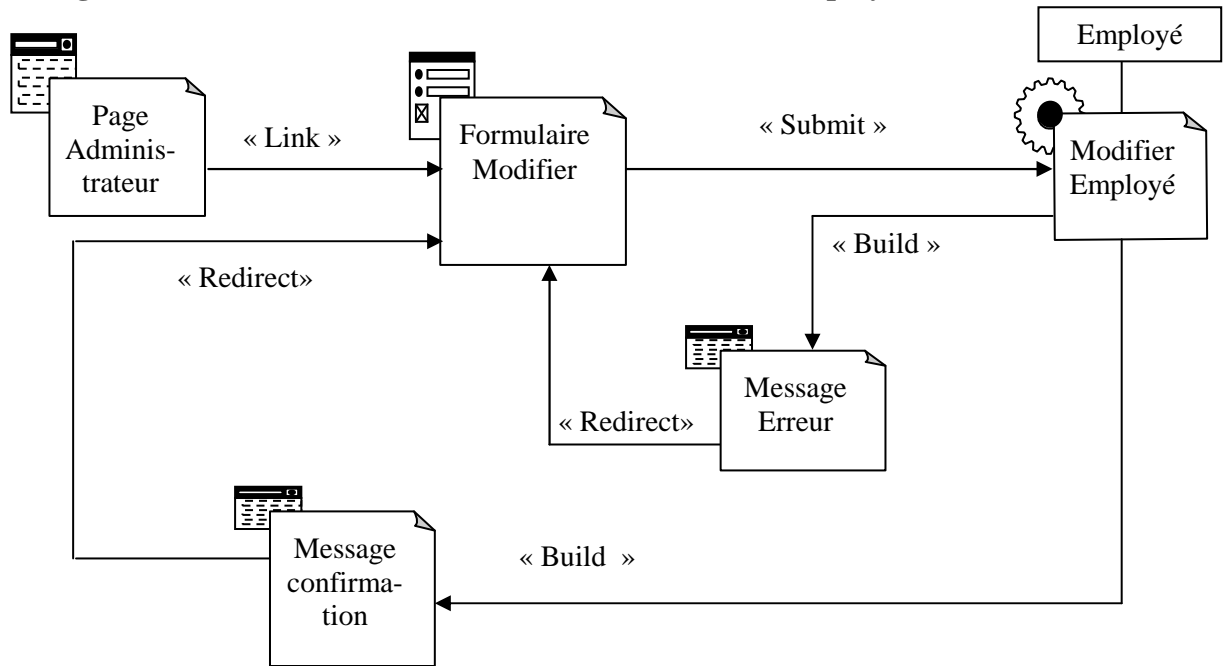 Employé
Page
Adminis-
trateur
« Link »
Formulaire
Modifier
« Submit »
Modifier
Employé
« Build »
« Redirect»
Message
Erreur
« Redirect»
Message
confirma-
tion
« Build »